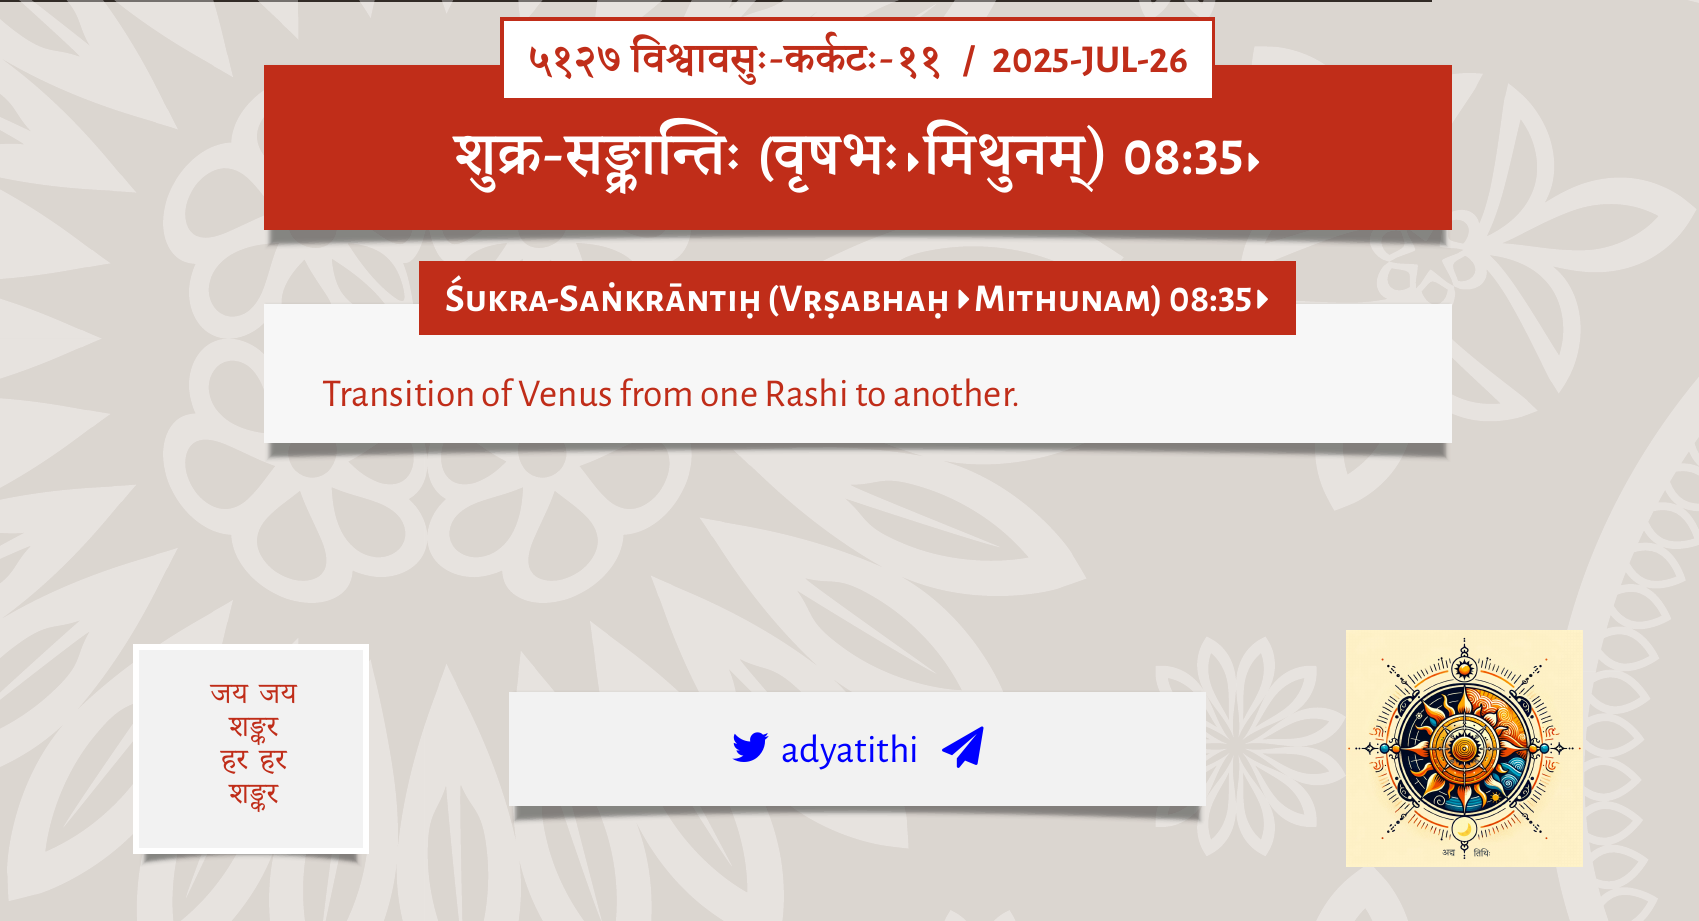 ५१२७ विश्वावसुः-कर्कटः-११ / 2025-JUL-26
शुक्र-सङ्क्रान्तिः (वृषभः▸मिथुनम्) 08:35▸
Śukra-Saṅkrāntiḥ (Vṛṣabhaḥ▸Mithunam) 08:35▸
Transition of Venus from one Rashi to another.
जय जय
शङ्कर
हर हर
शङ्कर
adyatithi
अद्य तिथिः